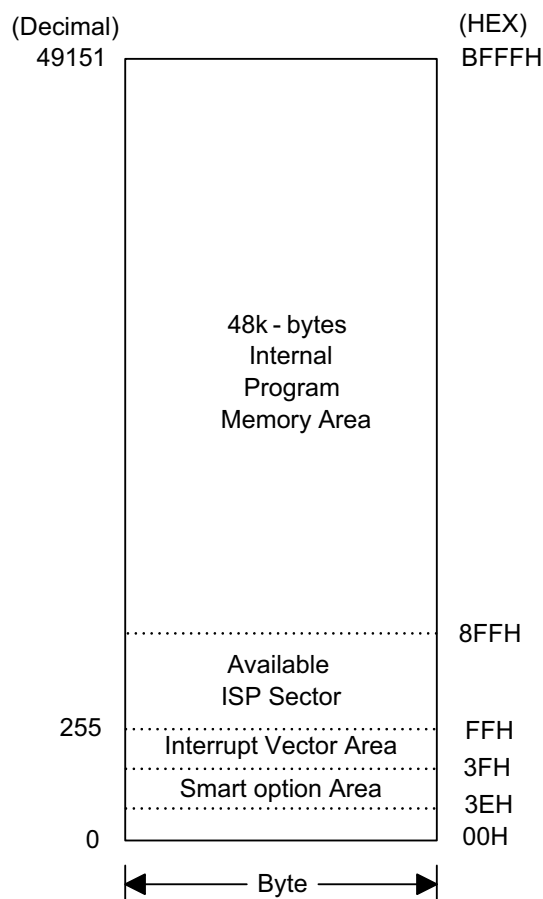 (Decimal) (HEX)
49151 BFFFH
48k - bytes
Internal
Program
Memory Area
8FFH
Available
ISP Sector
255 FFH
Interrupt Vector Area
3FH
Smart option Area
3EH
0 00H
Byte